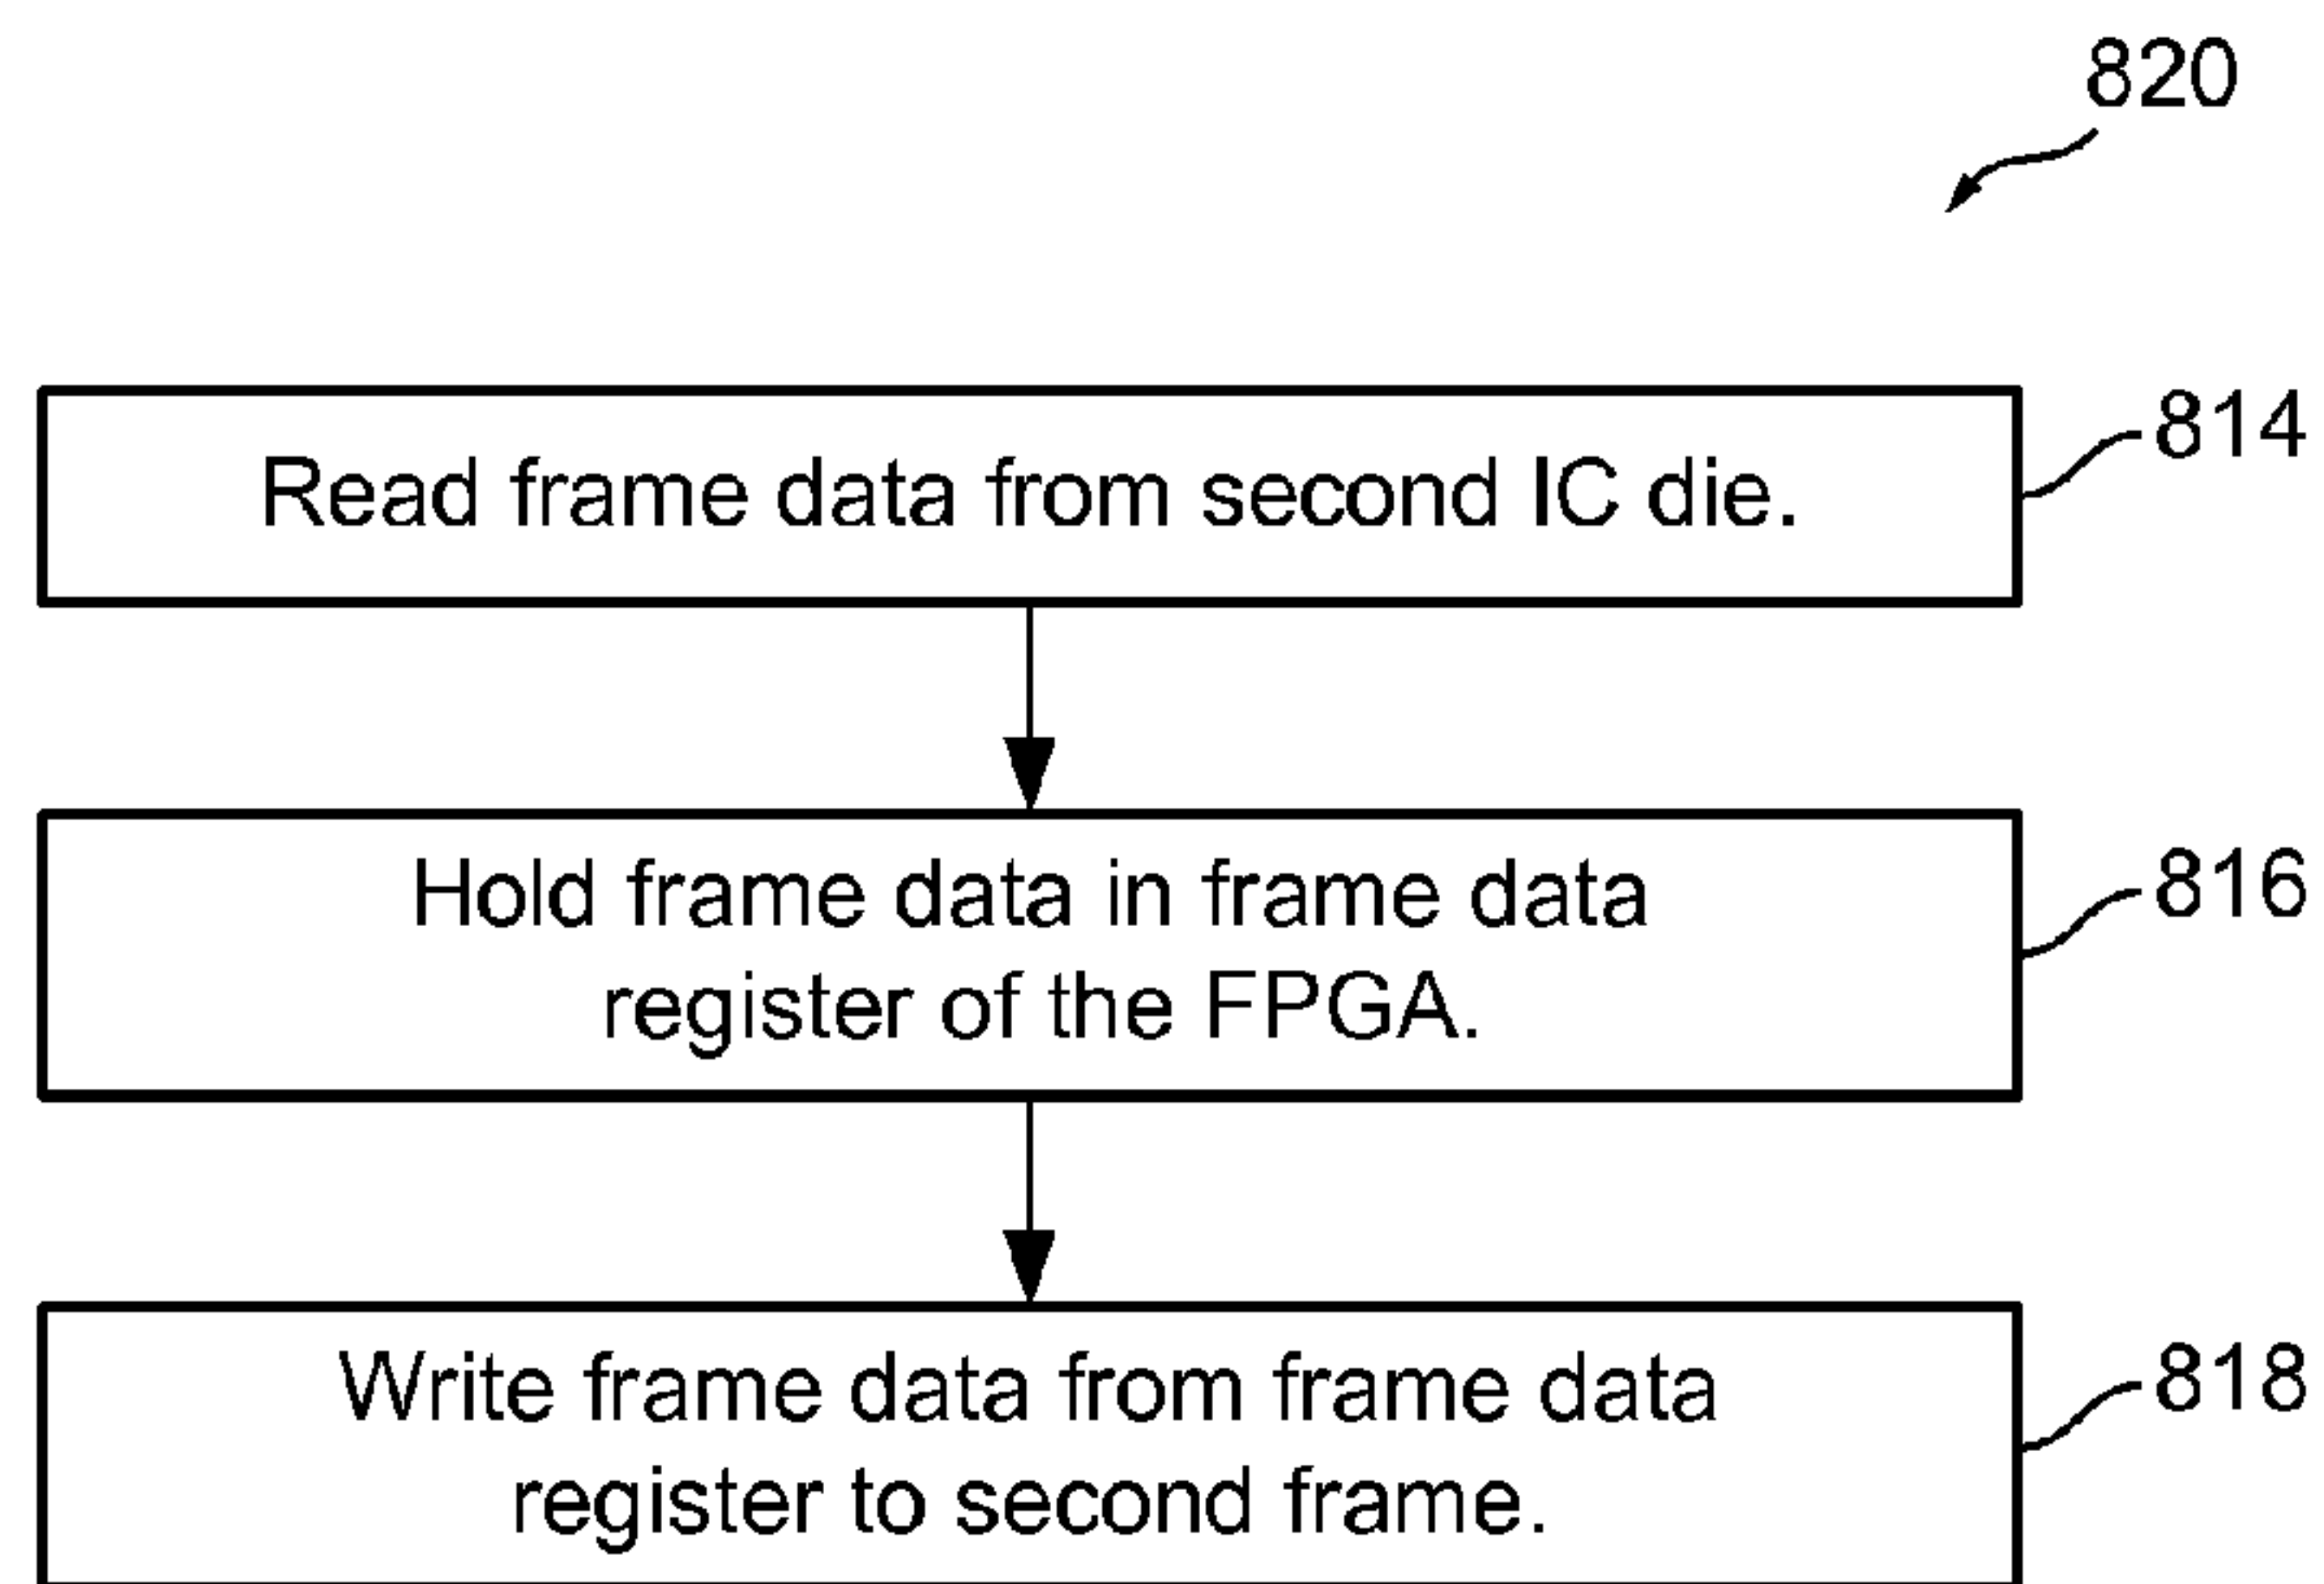 820
Read frame data from second IC die.
814
Hold frame data in frame data
register of the FPGA.
816
Write frame data from frame data
register to second frame.
818